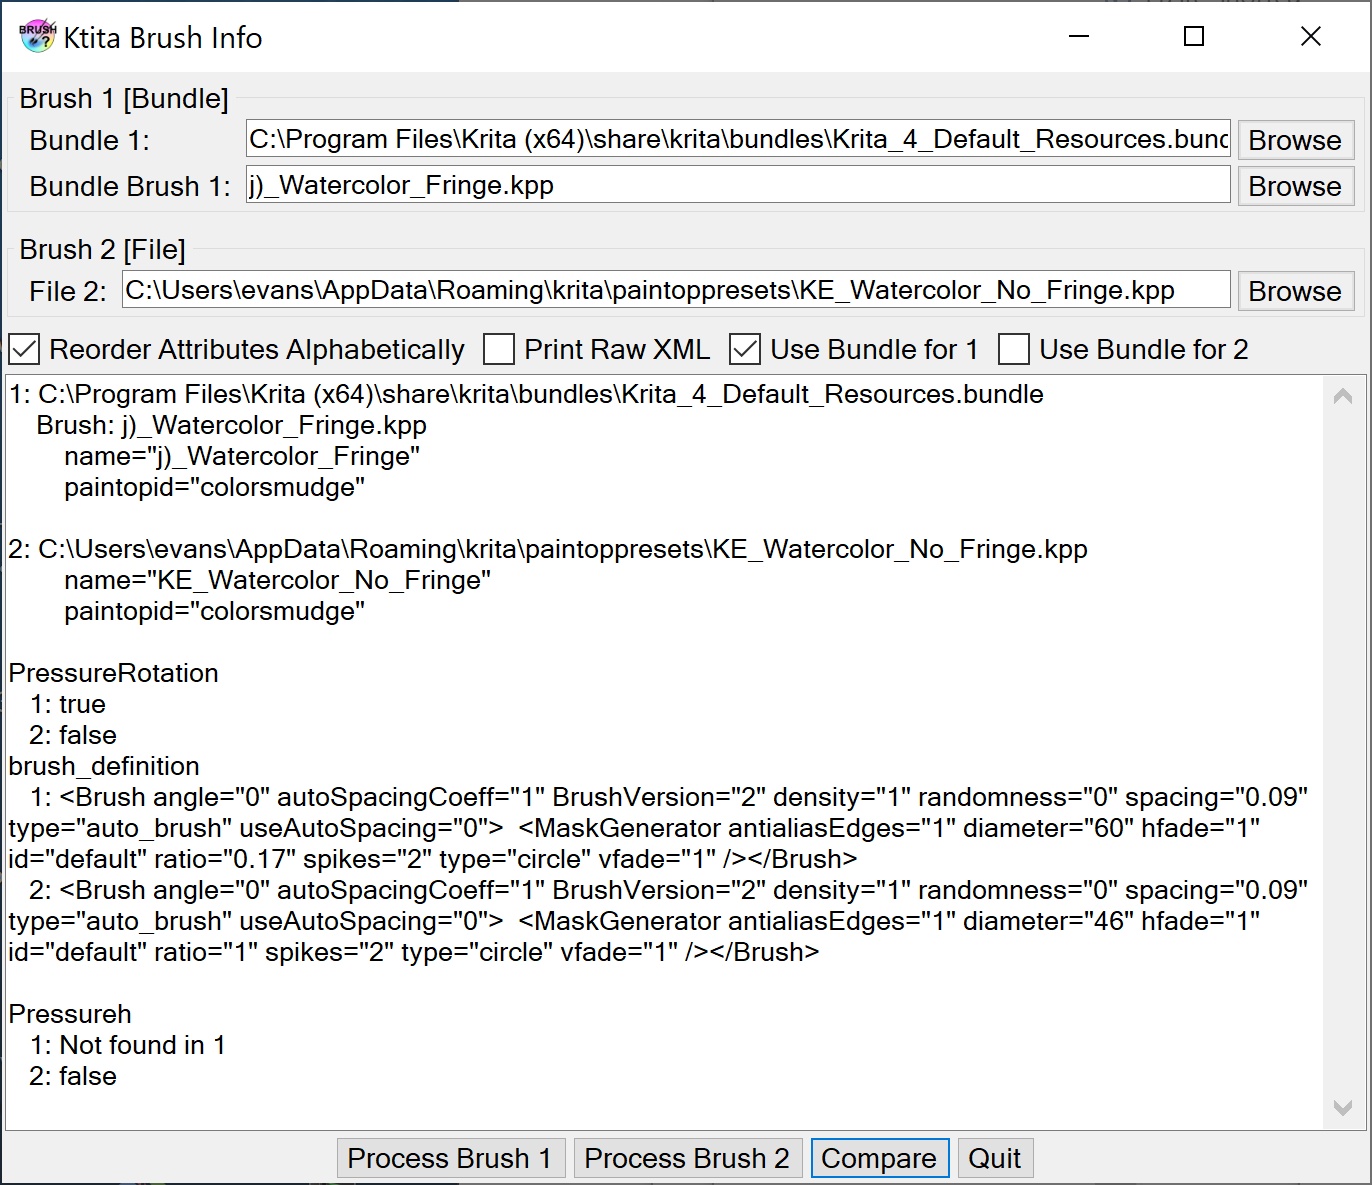 BRUSH
?
Ktita Brush Info
Brush 1 [Bundle]
Bundle 1:
C:\Program Files\Krita (x64)\share\krita\bundles\Krita_4_Default_Resources.bund
Browse
Bundle Brush 1:
j)_Watercolor_Fringe.kpp
Browse
Brush 2 [File]
File 2:
C:\Users\evans\AppData\Roaming\krita\paintoppresets\KE_Watercolor_No_Fringe.kpp
Browse
Reorder Attributes Alphabetically
Print Raw XML
Use Bundle for 1
Use Bundle for 2
1: C:\Program Files\Krita (x64)\share\krita\bundles\Krita_4_Default_Resources.bundle
Brush: j)_Watercolor_Fringe.kpp
name="j)_Watercolor_Fringe"
paintopid="colorsmudge"
2: C:\Users\evans\AppData\Roaming\krita\paintoppresets\KE_Watercolor_No_Fringe.kpp
name="KE_Watercolor_No_Fringe"
paintopid="colorsmudge"
PressureRotation
1: true
2: false
brush_definition
1: <Brush angle="0" autoSpacingCoeff="1" BrushVersion="2" density="1" randomness="0" spacing="0.09"
type="auto_brush" useAutoSpacing="0">  <MaskGenerator antialiasEdges="1" diameter="60" hfade="1"
id="default" ratio="0.17" spikes="2" type="circle" vfade="1" /></Brush>
2: <Brush angle="0" autoSpacingCoeff="1" BrushVersion="2" density="1" randomness="0" spacing="0.09"
type="auto_brush" useAutoSpacing="0">  <MaskGenerator antialiasEdges="1" diameter="46" hfade="1"
id="default" ratio="1" spikes="2" type="circle" vfade="1" /></Brush>
Pressureh
1: Not found in 1
2: false
Process Brush 1
Process Brush 2
Compare
Quit